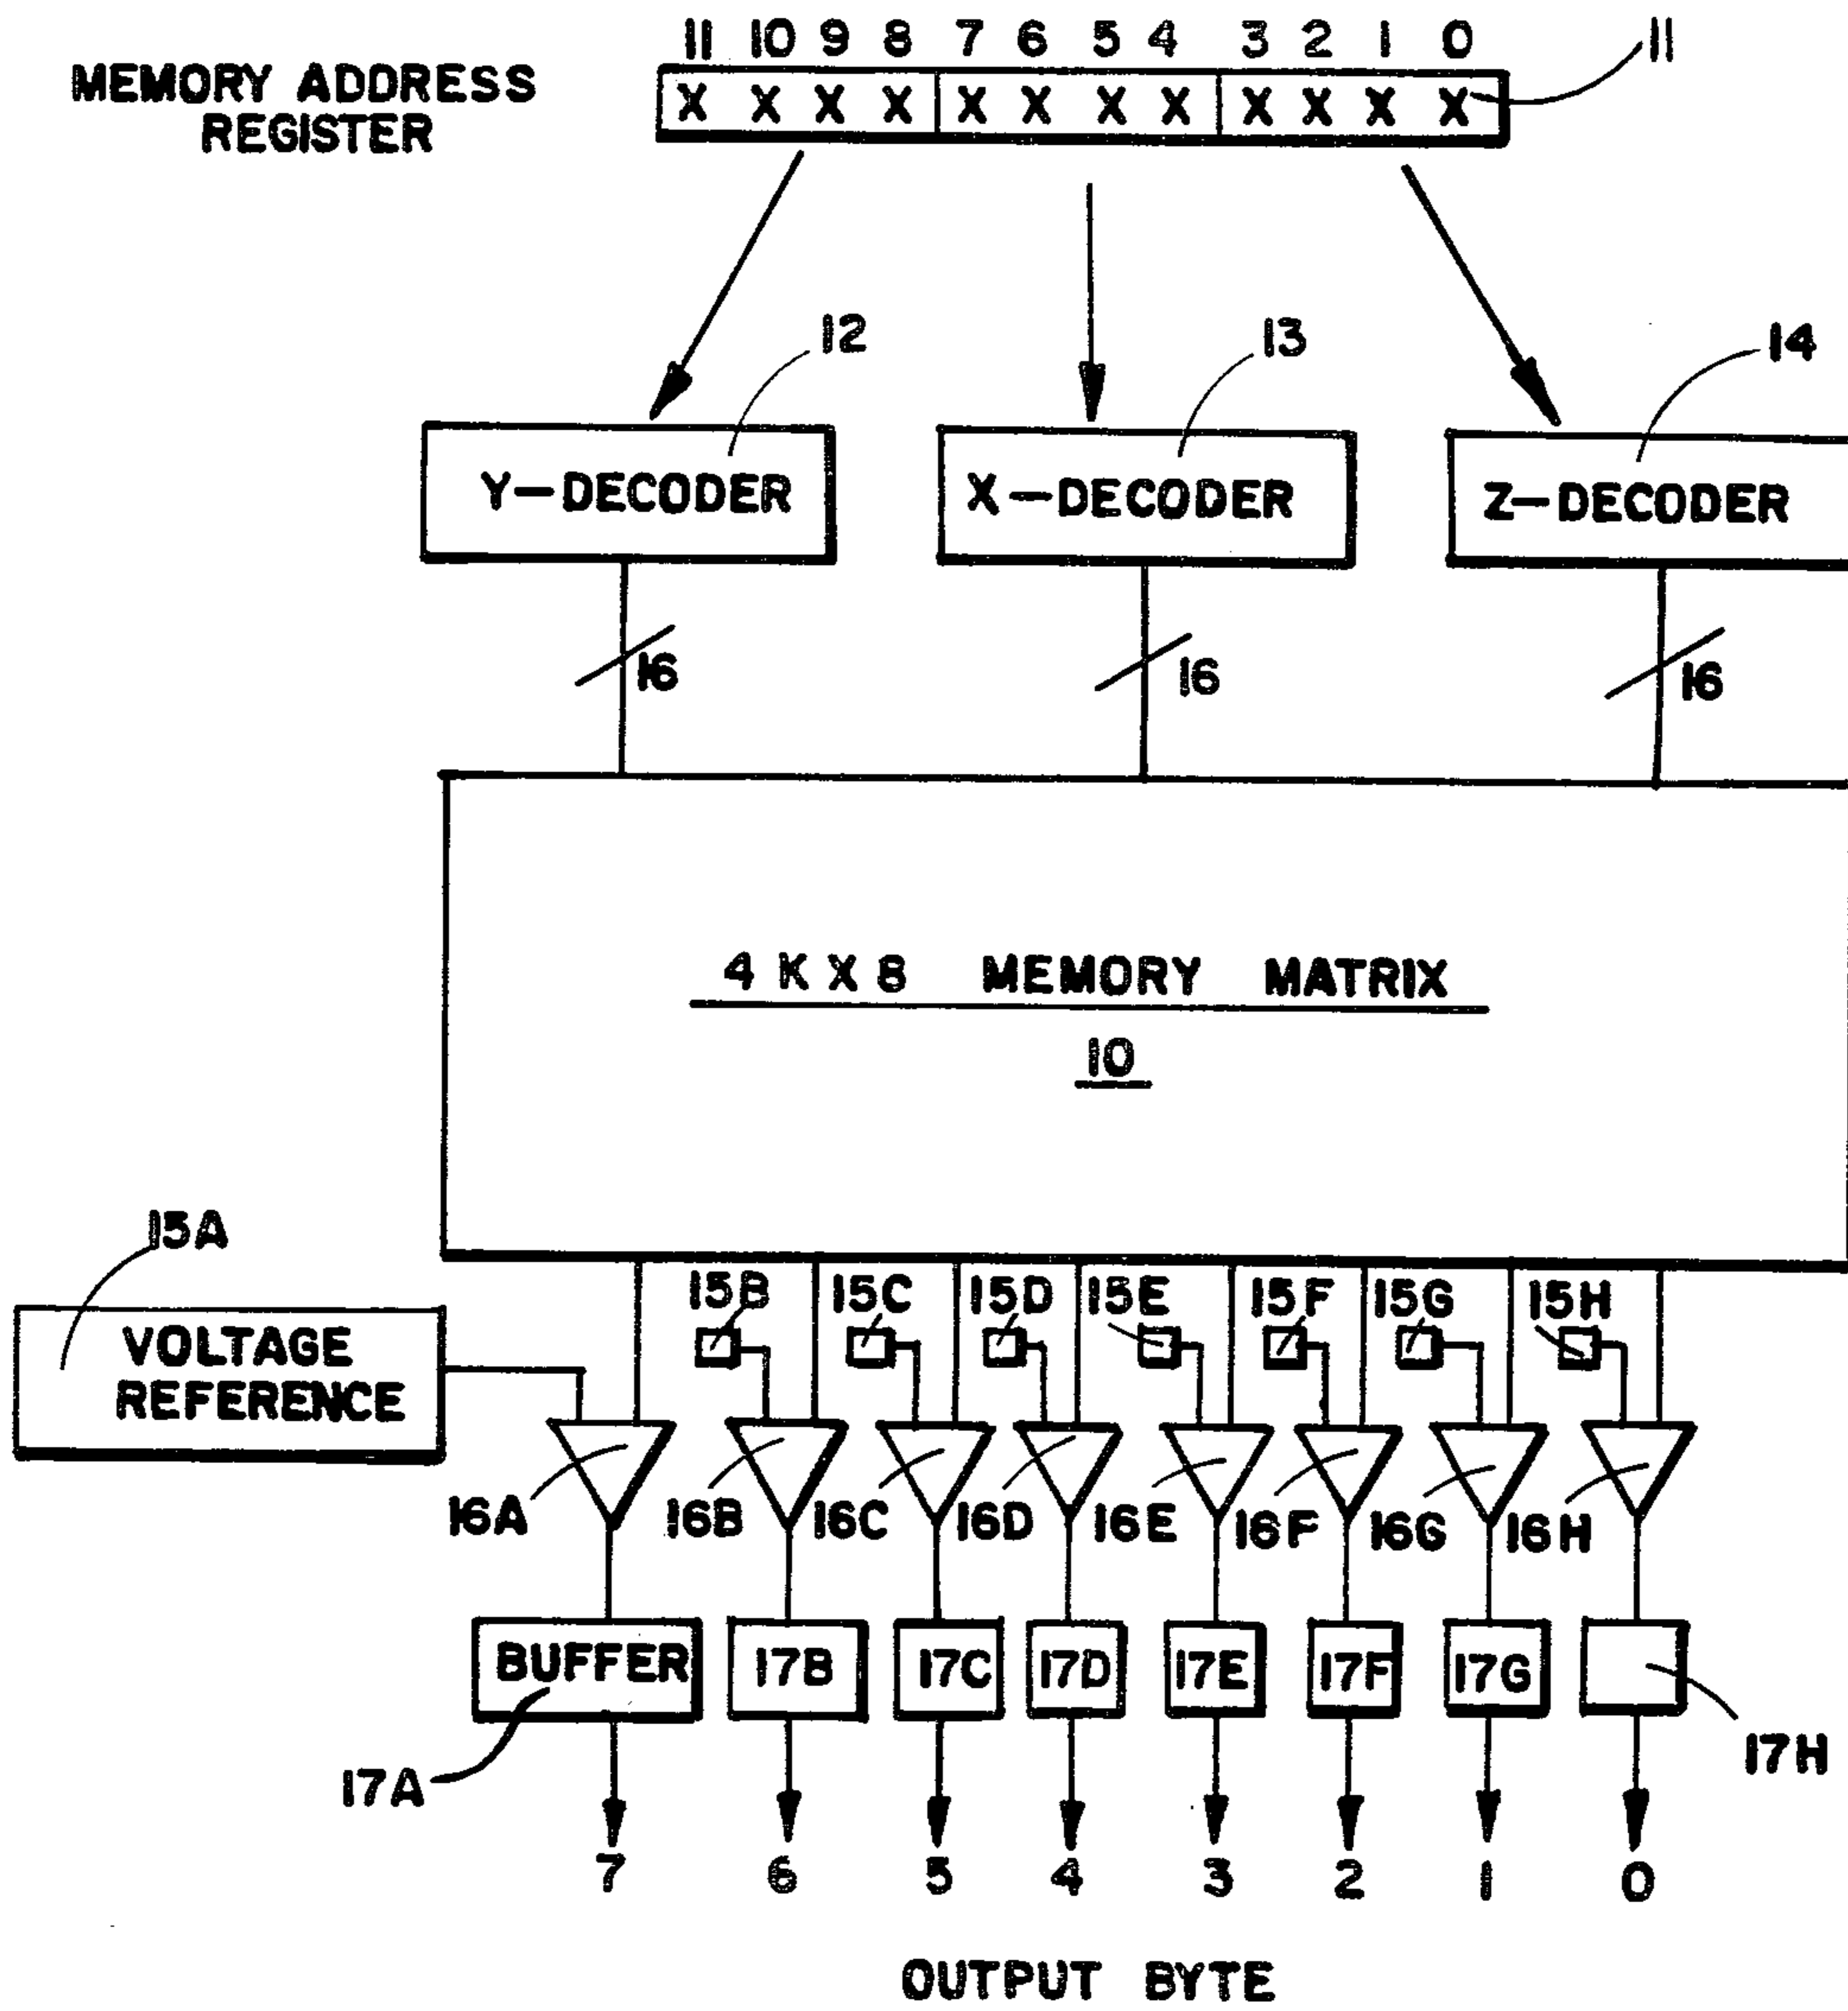 11 10 9 8 7 6 5 4 3 2 1 0
11
MEMORY ADDRESS
REGISTER
X X X X X X X X X X X X
12
13
14
Y-DECODER
X-DECODER
Z-DECODER
16
16
16
4 K X 8 MEMORY MATRIX
10
15A
15B
15C
15D
15E
15F
15G
15H
VOLTAGE
REFERENCE
16A
16B
16C
16D
16E
16F
16G
16H
BUFFER
17B
17C
17D
17E
17F
17G
17H
17A
7 6 5 4 3 2 1 0
OUTPUT BYTE